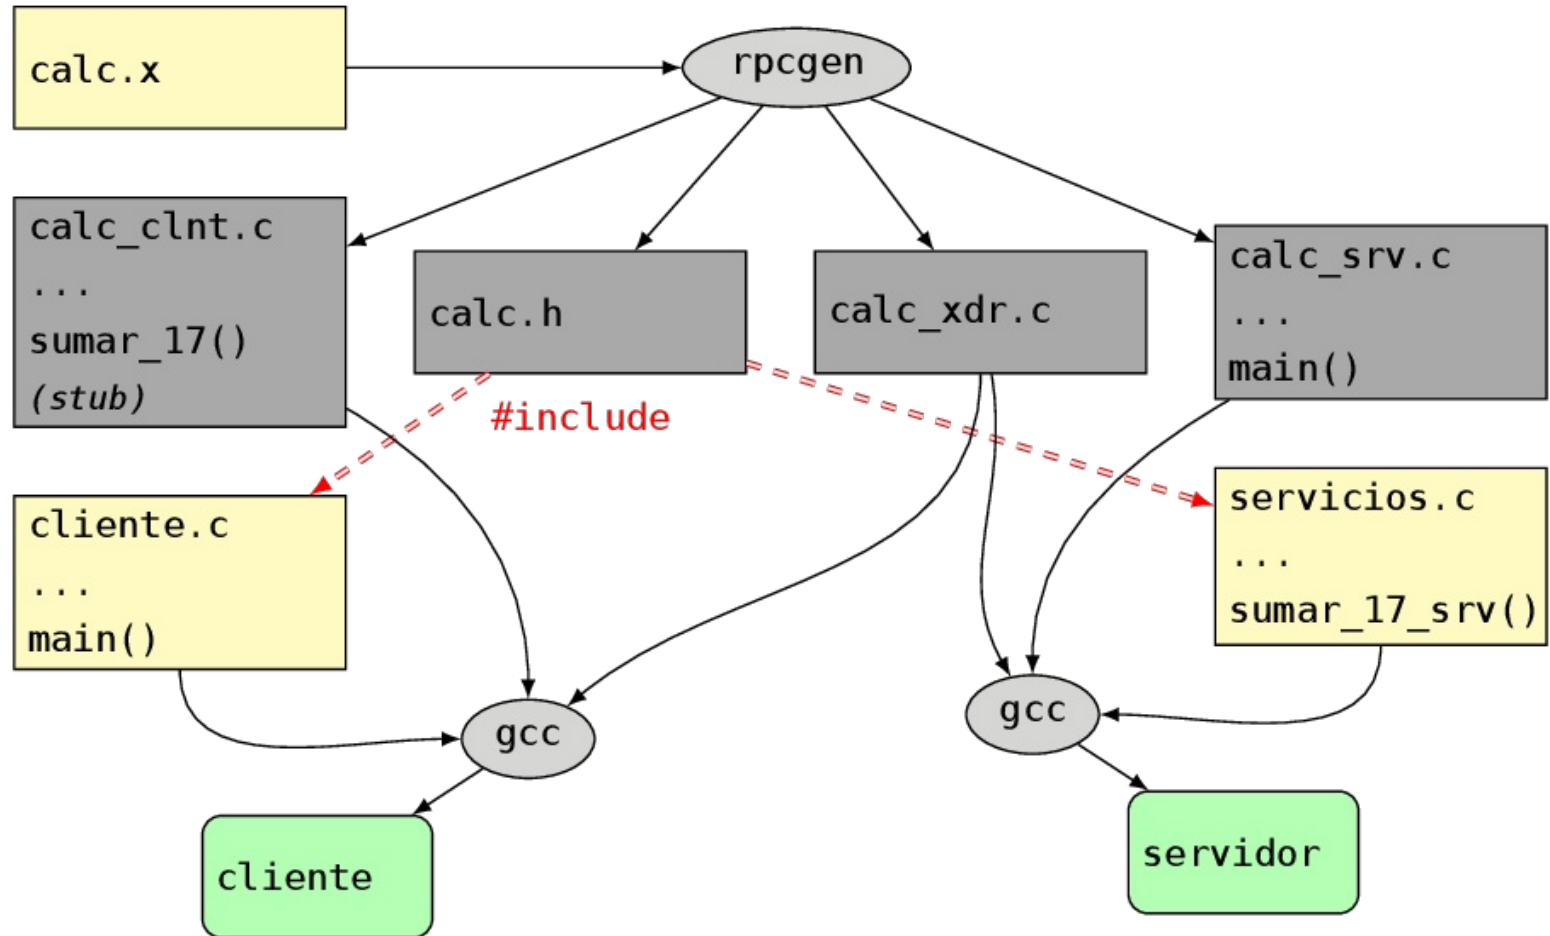 calc.x
rpcgen
calc_clnt.c
...
sumar_17()
(stub)
calc.h
calc_xdr.c
calc_srv.c
...
main()
#include
cliente.c
...
main()
servicios.c
...
sumar_17_srv()
gcc
gcc
cliente
servidor